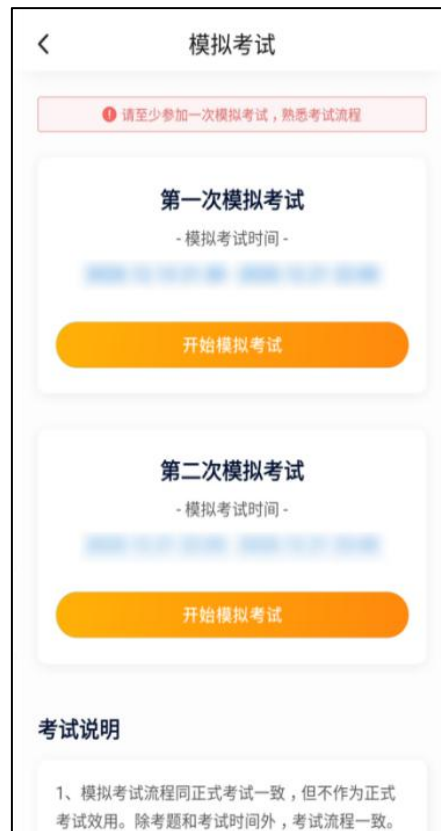 模拟考试
请至少参加一次模拟考试，熟悉考试流程
第一次模拟考试
- 模拟考试时间 -
开始模拟考试
第二次模拟考试
- 模拟考试时间 -
开始模拟考试
考试说明
1、模拟考试流程同正式考试一致，但不作为正式
考试效用。除考题和考试时间外，考试流程一致。